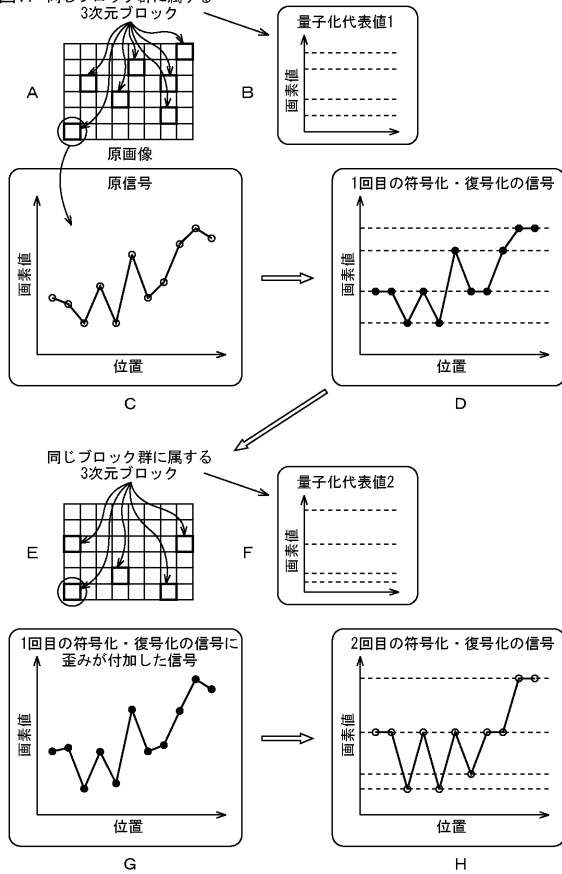 同じブロック群に属する
3次元ブロック
A
原画像
B
量子化代表値1
画素値
原信号
画素値
位置
C
1回目の符号化・復号化の信号
画素値
位置
D
同じブロック群に属する
3次元ブロック
E
F
量子化代表値2
画素値
1回目の符号化・復号化の信号に
歪みが付加した信号
画素値
位置
G
2回目の符号化・復号化の信号
画素値
位置
H